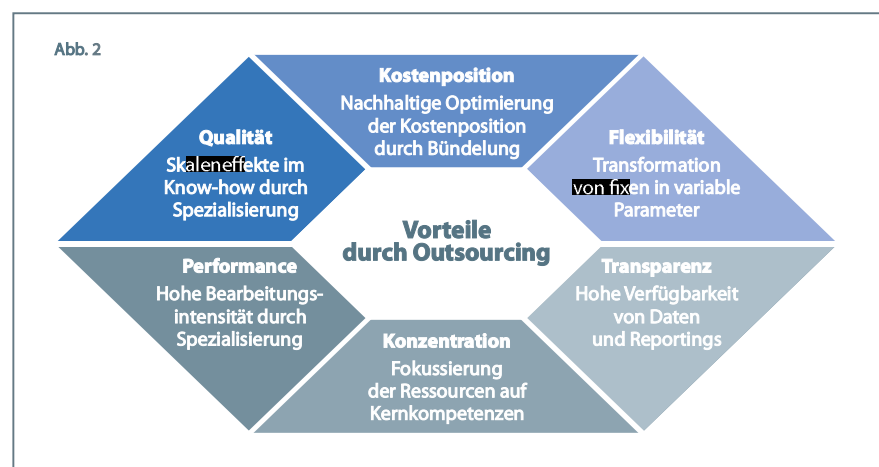 Abb. 2
Kostenposition
Nachhaltige Optimierung
der Kostenposition
durch Bündelung
Qualität
Skaleneffekte im
Know-how durch
Spezialisierung
Flexibilität
Transformation
von fixen in variable
Parameter
Vorteile
durch Outsourcing
Performance
Hohe Bearbeitungs-
intensität durch
Spezialisierung
Transparenz
Hohe Verfügbarkeit
von Daten
und Reportings
Konzentration
Fokussierung
der Ressourcen auf
Kernkompetenzen